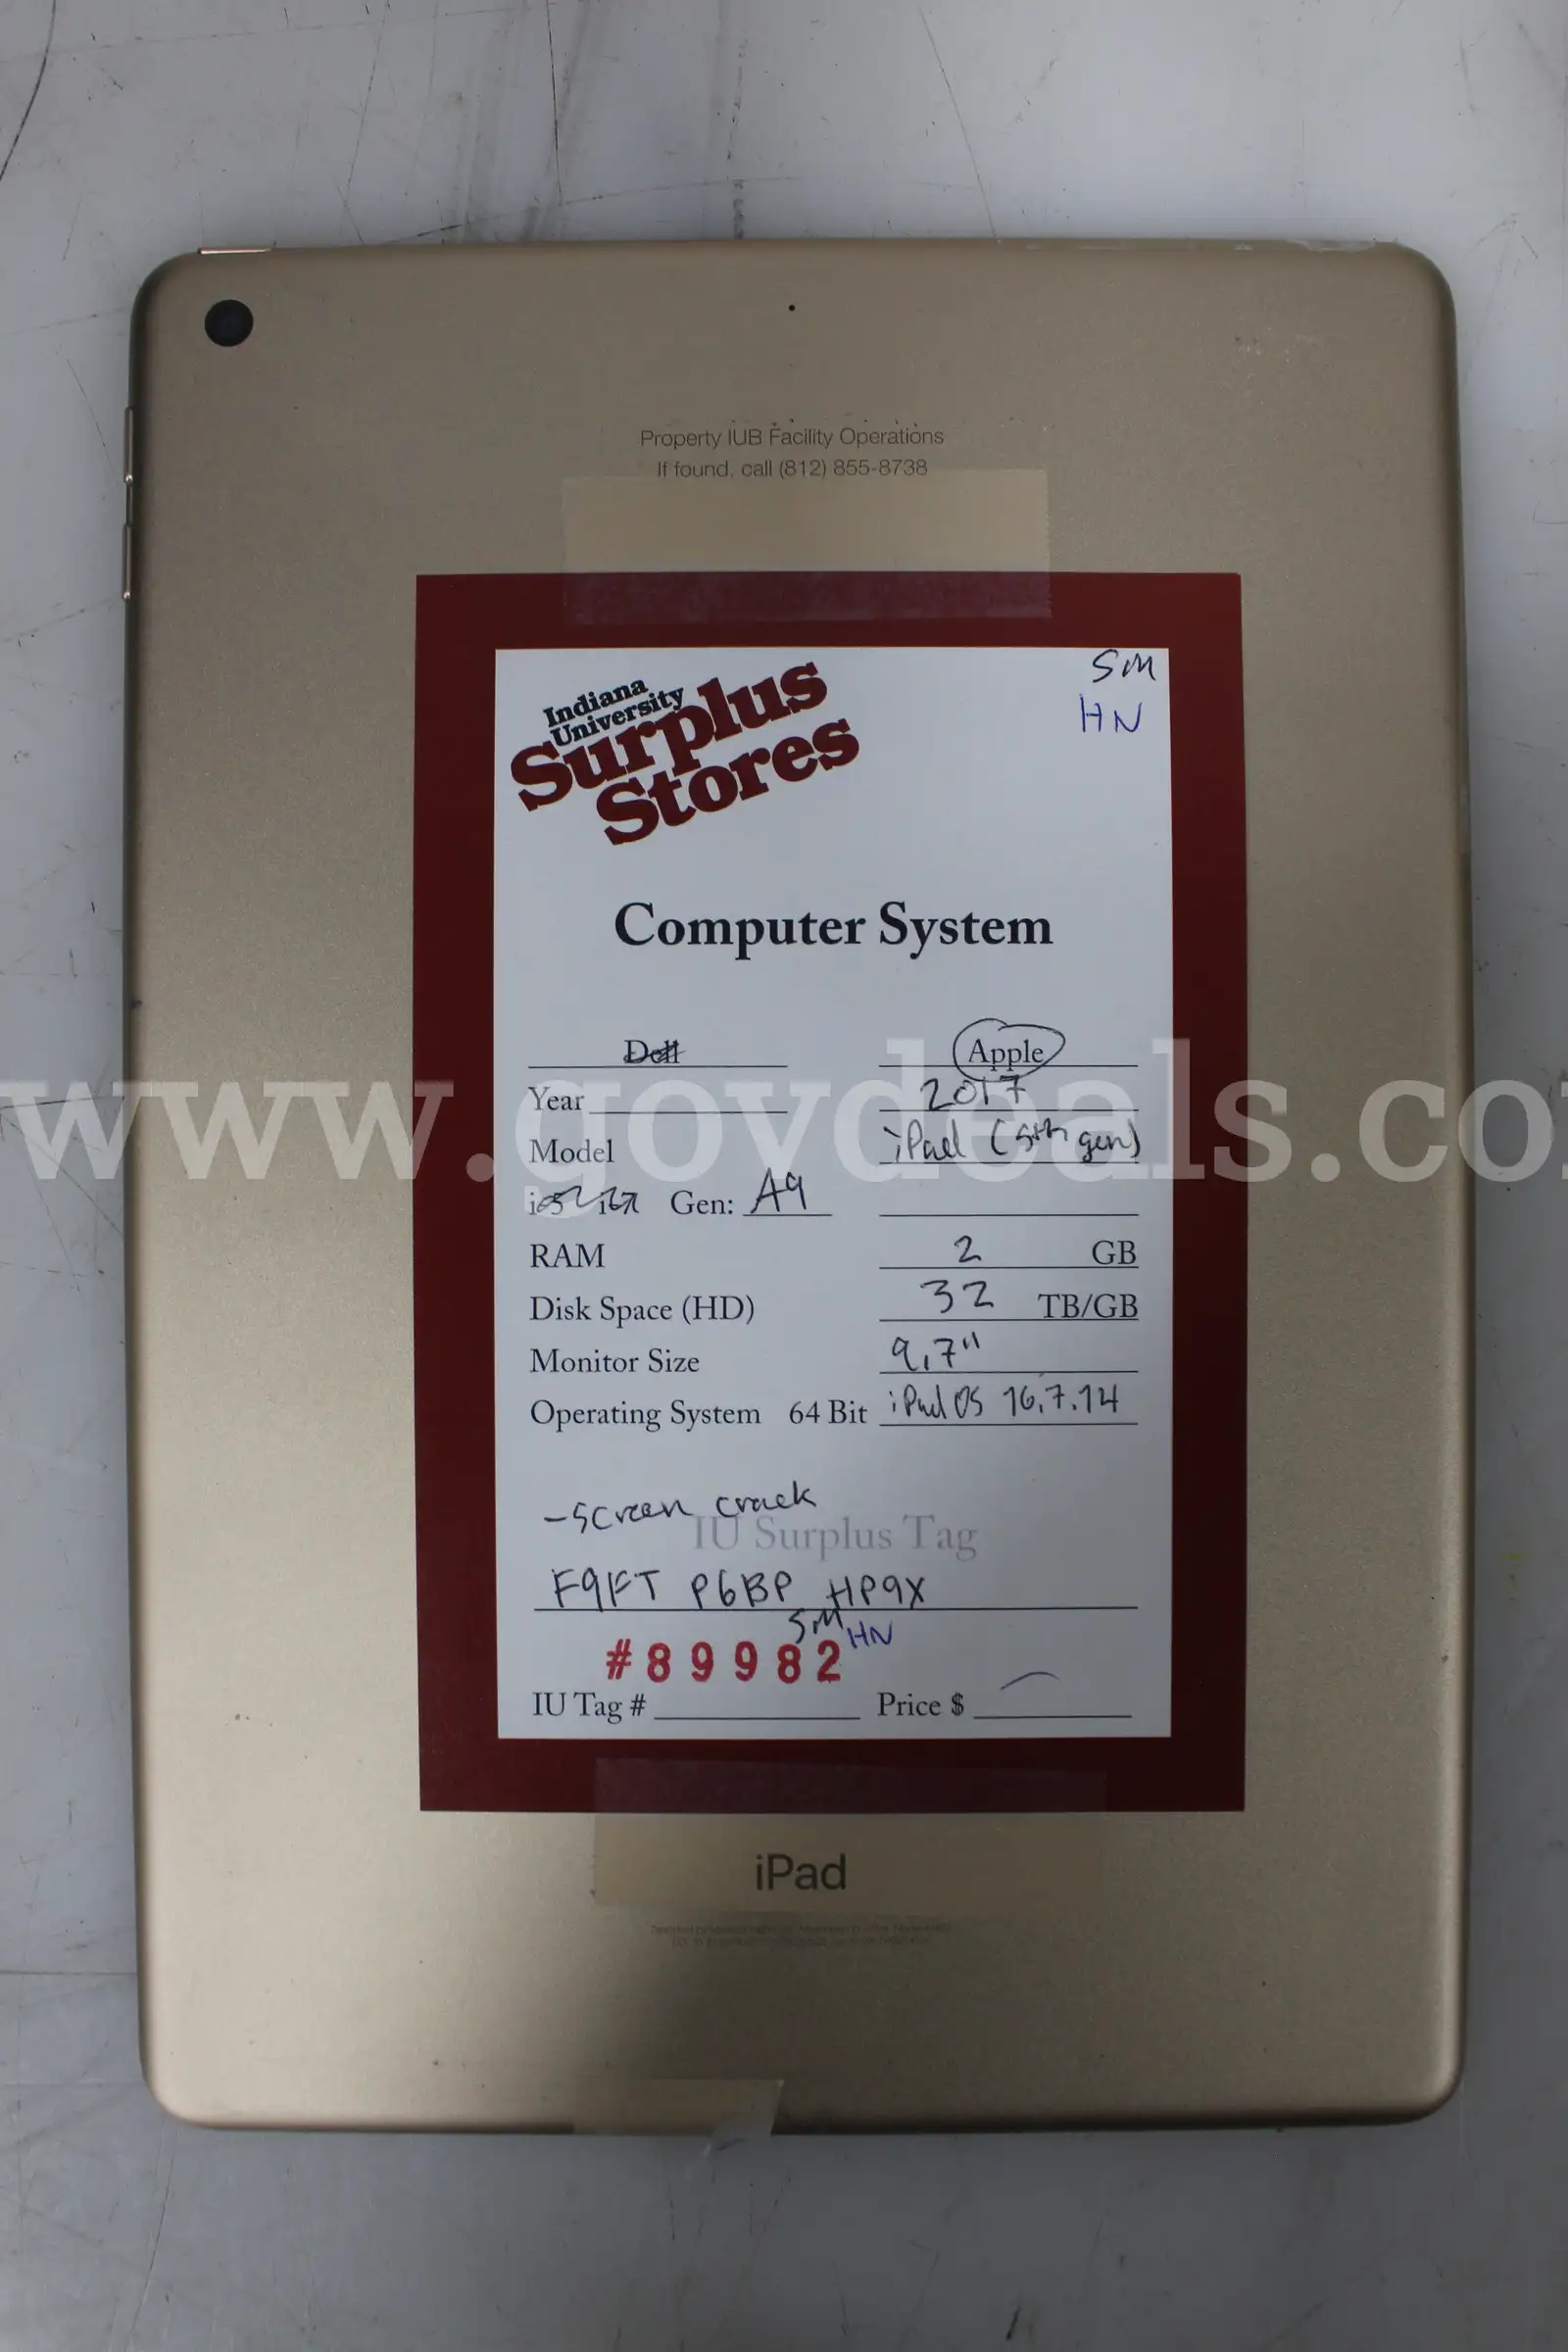 Property IUB Facility Operations
If found, call (812) 855-8738
SM
HN
Indiana
University
Surplus
Stores
Computer System
Dell Apple
Year 2017
Model iPad (5th gen)
i5 i7 Gen: A9
RAM 2 GB
Disk Space (HD) 32 TB/GB
Monitor Size 9.7"
Operating System 64 Bit iPad OS 16.7.14
www.govdeals.co
-screen crack
IU Surplus Tag
F9FT P6BP HP9X
SM HN
#89982
IU Tag # Price $
iPad